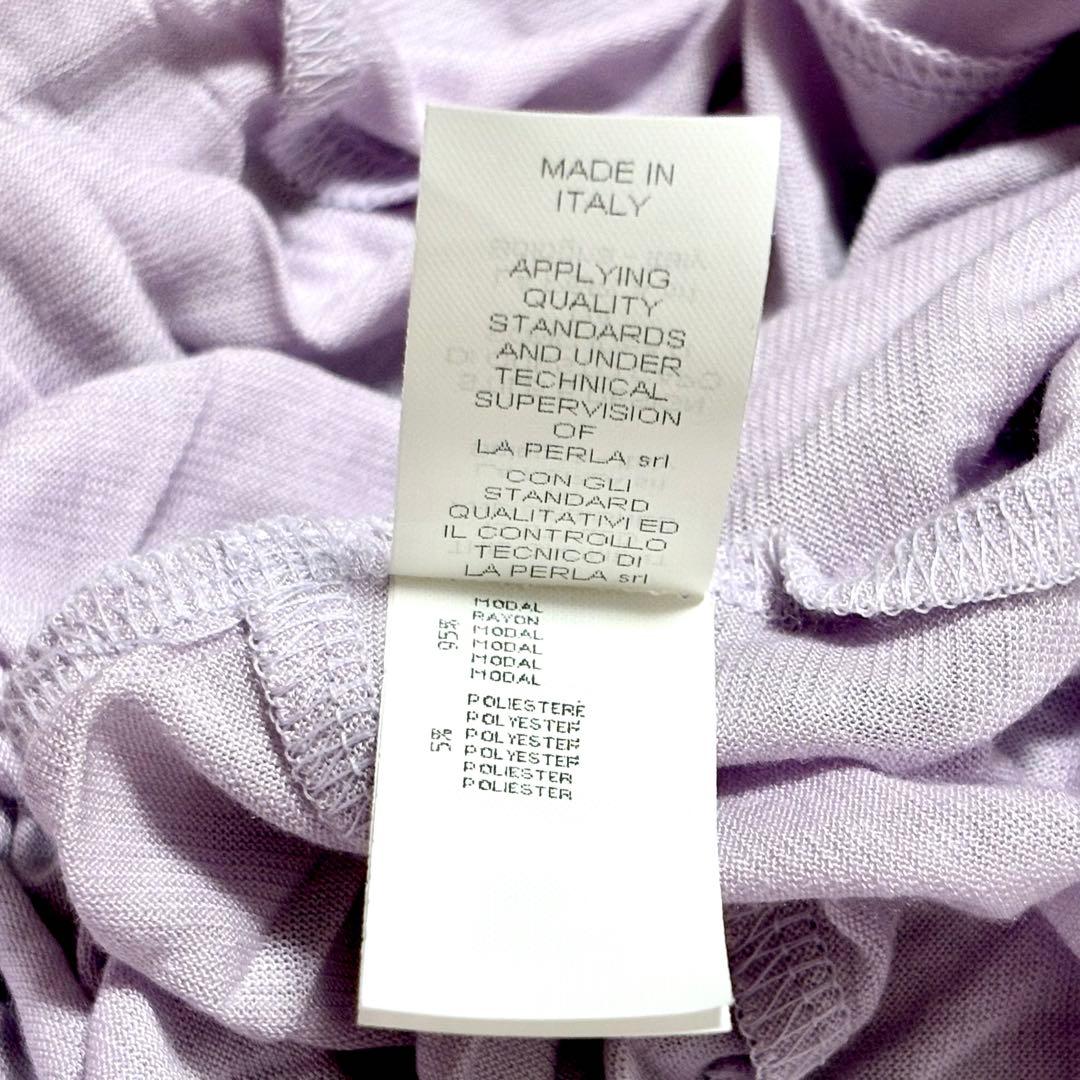 MADE IN
ITALY
APPLYING
QUALITY
STANDARDS
AND UNDER
TECHNICAL
SUPERVISION
OF
LA PERLA srl
CON GLI
STANDARD
QUALITATIVI ED
IL CONTROLLO
TECNICO DI
LA PERLA srl
MODAL
RAYON
95% MODAL
MODAL
MODAL
MODAL
POLIESTERE
POLYESTER
5% POLYESTER
POLYESTER
POLIESTER
POLIESTER